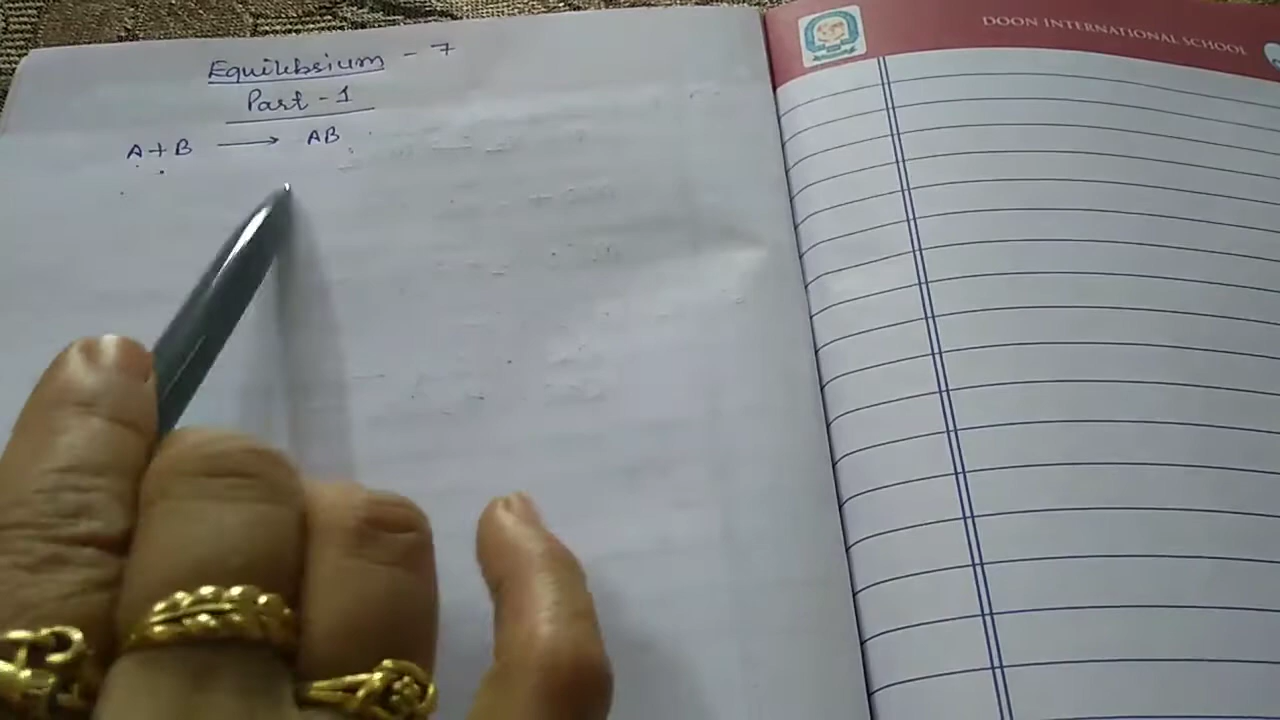 Equilibrium - 7
Part - 1
A + B ⟶ AB
DOON INTERNATIONAL SCHOOL